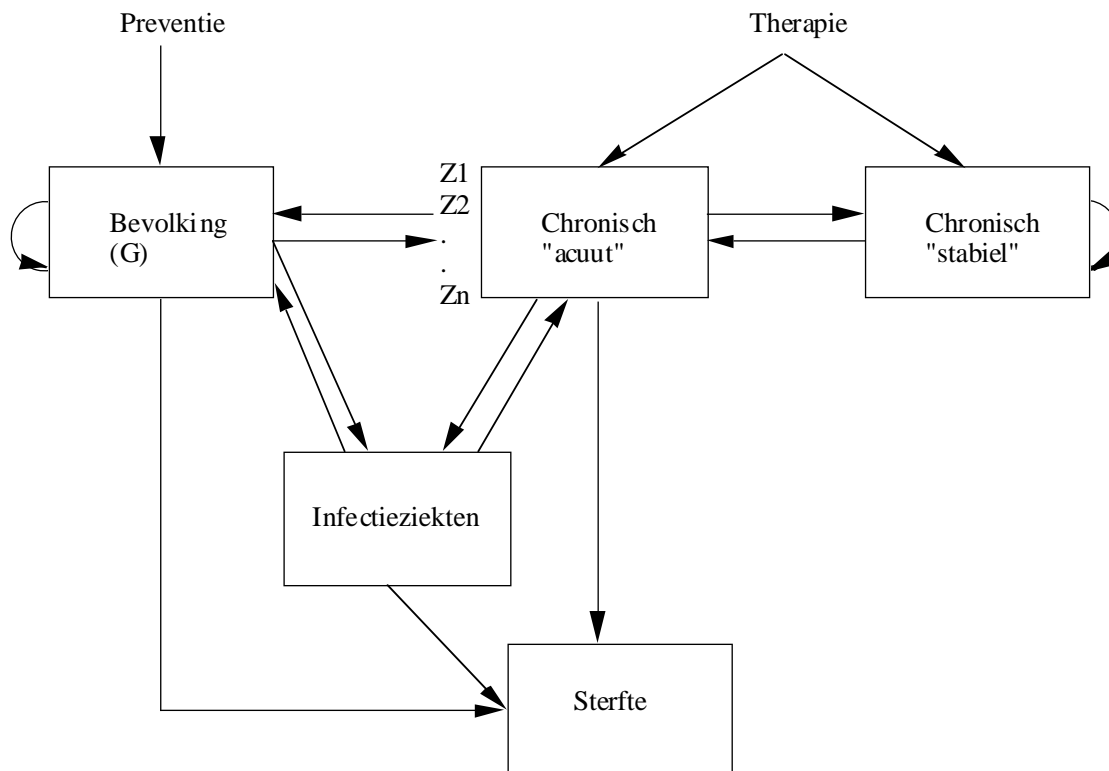 Preventie
Therapie
Bevolking
(G)
Z1
Z2
.
.
Zn
Chronisch
"acuut"
Chronisch
"stabiel"
Infectieziekten
Sterfte